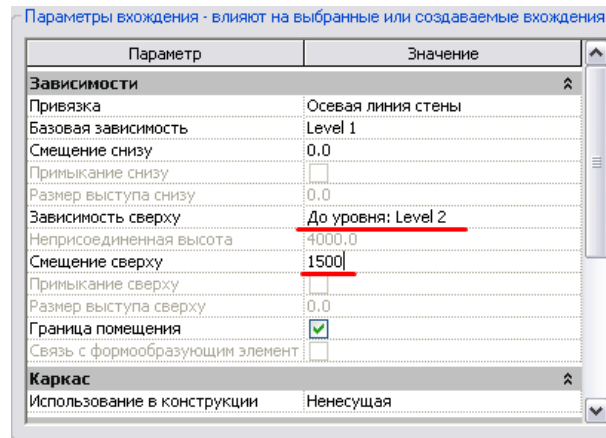 Параметры вхождения - влияют на выбранные или создаваемые вхождения
Параметр Значение
Зависимости
Привязка Осевая линия стены
Базовая зависимость Level 1
Смещение снизу 0.0
Примыкание снизу
Размер выступа снизу 0.0
Зависимость сверху До уровня: Level 2
Неприсоединенная высота 4000.0
Смещение сверху 1500
Примыкание сверху
Размер выступа сверху 0.0
Граница помещения
Связь с формообразующим элемент
Каркас
Использование в конструкции Ненесущая